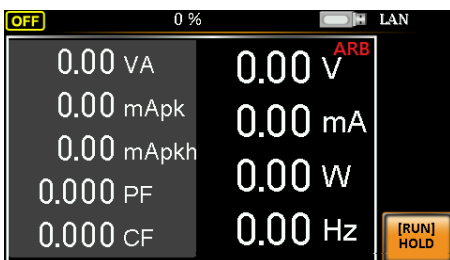 OFF 0 % LAN
ARB
0.00 VA
0.00 mApk
0.00 mApkh
0.000 PF
0.000 CF
0.00 V
0.00 mA
0.00 W
0.00 Hz
[RUN]
HOLD